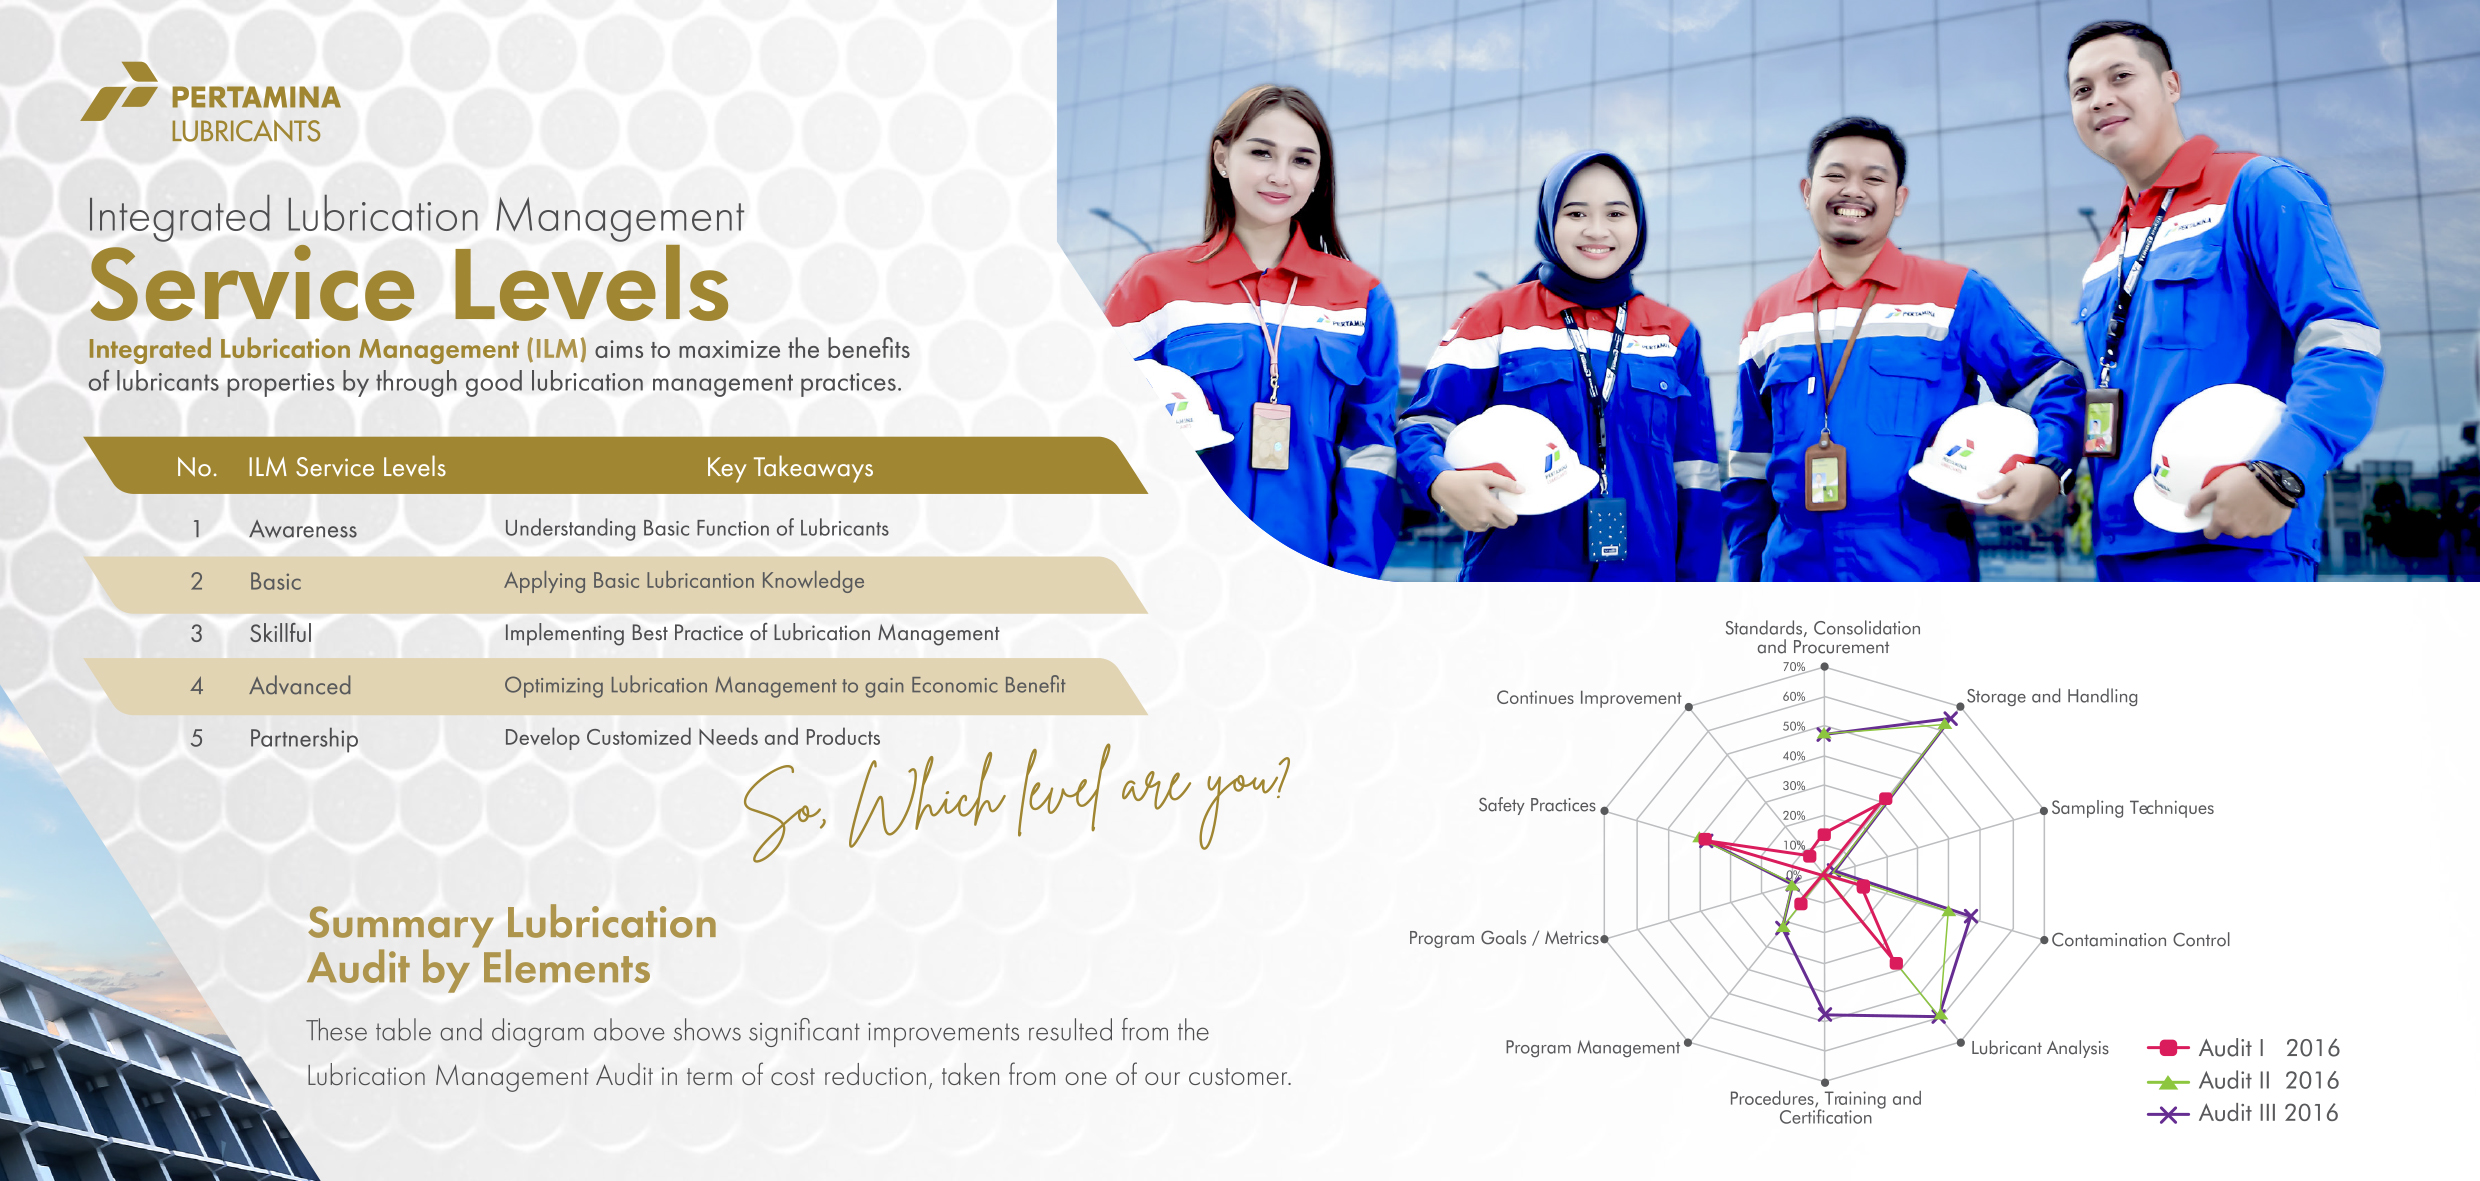 PERTAMINA
LUBRICANTS
Integrated Lubrication Management
Service Levels
Integrated Lubrication Management (ILM) aims to maximize the benefits
of lubricants properties by through good lubrication management practices.
No. ILM Service Levels Key Takeaways
1 Awareness Understanding Basic Function of Lubricants
2 Basic Applying Basic Lubricantion Knowledge
3 Skillful Implementing Best Practice of Lubrication Management
4 Advanced Optimizing Lubrication Management to gain Economic Benefit
5 Partnership Develop Customized Needs and Products
So, Which level are you?
Summary Lubrication
Audit by Elements
These table and diagram above shows significant improvements resulted from the
Lubrication Management Audit in term of cost reduction, taken from one of our customer.
PERTAMINA
Standards, Consolidation
and Procurement
70%
60%
50%
40%
30%
20%
10%
0%
Storage and Handling
Sampling Techniques
Contamination Control
Lubricant Analysis
Procedures, Training and
Certification
Program Management
Program Goals / Metrics
Safety Practices
Continues Improvement
Audit I 2016
Audit II 2016
Audit III 2016